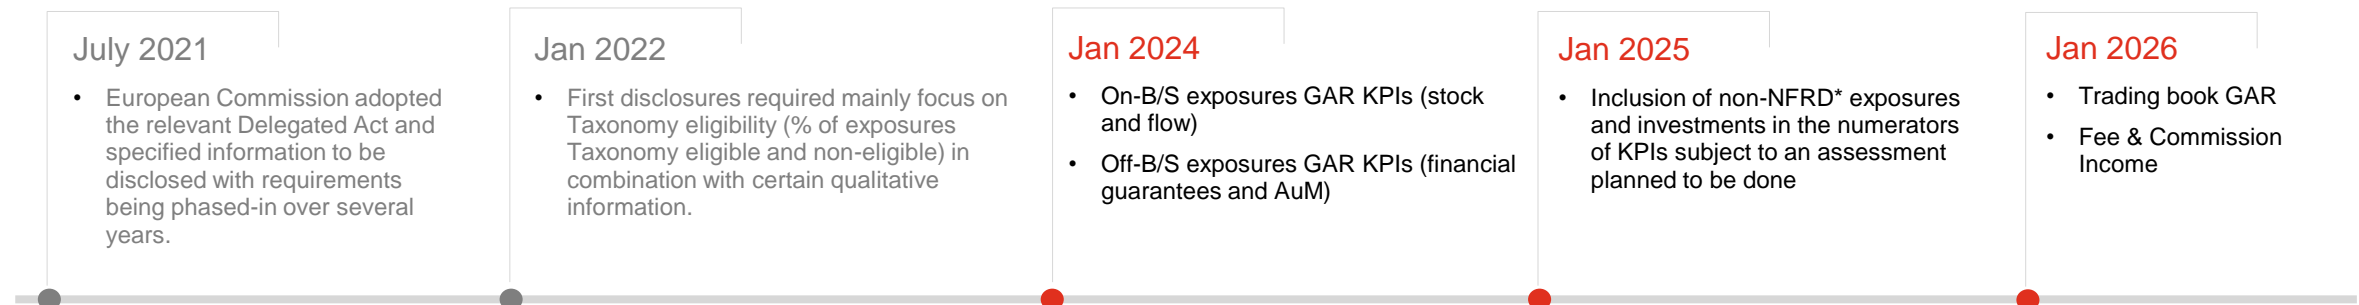 July 2021
• European Commission adopted
the relevant Delegated Act and
specified information to be
disclosed with requirements
being phased-in over several
years.
Jan 2022
• First disclosures required mainly focus on
Taxonomy eligibility (% of exposures
Taxonomy eligible and non-eligible) in
combination with certain qualitative
information.
Jan 2024
• On-B/S exposures GAR KPIs (stock
and flow)
• Off-B/S exposures GAR KPIs (financial
guarantees and AuM)
Jan 2025
• Inclusion of non-NFRD* exposures
and investments in the numerators
of KPIs subject to an assessment
planned to be done
Jan 2026
• Trading book GAR
• Fee & Commission
Income